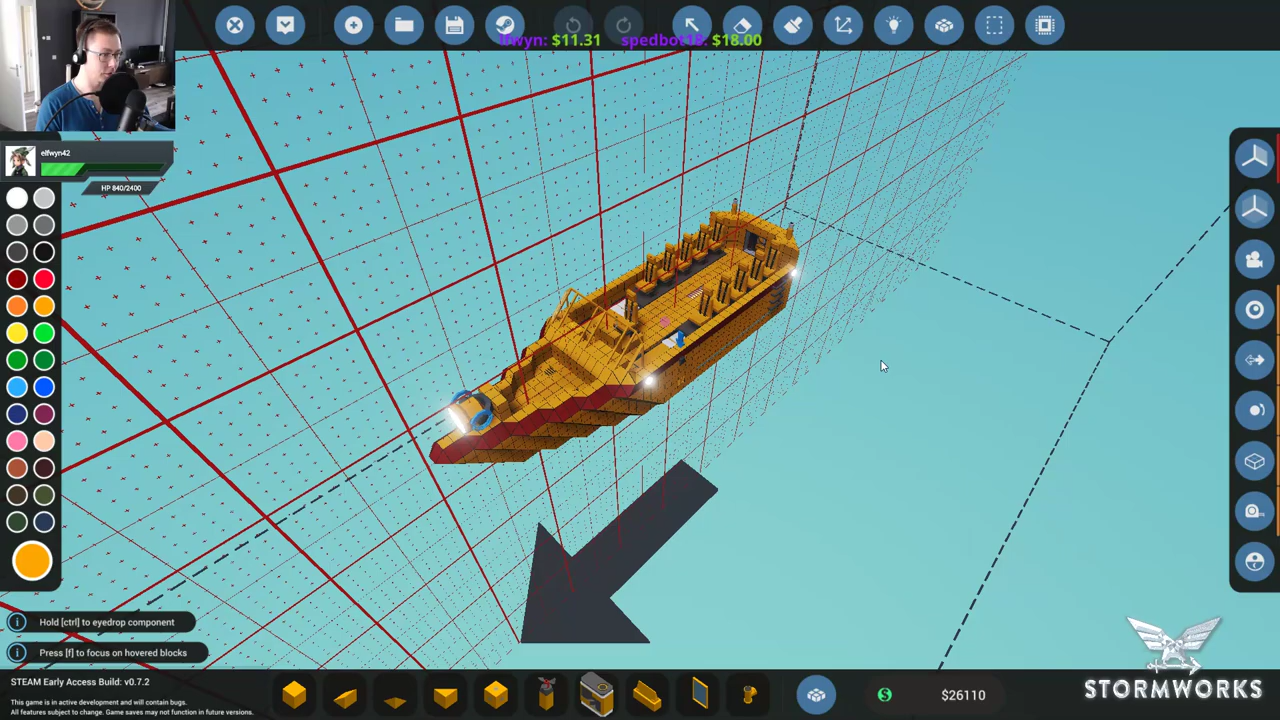 lfwyn: $11.31 spedbot18: $18.00
elfwyn42
HP 840/2400
Hold [ctrl] to eyedrop component
Press [f] to focus on hovered blocks
STEAM Early Access Build: v0.7.2
This game is in active development and will contain bugs.
All features subject to change. Game saves may not function in future versions.
$26110
STORMWORKS